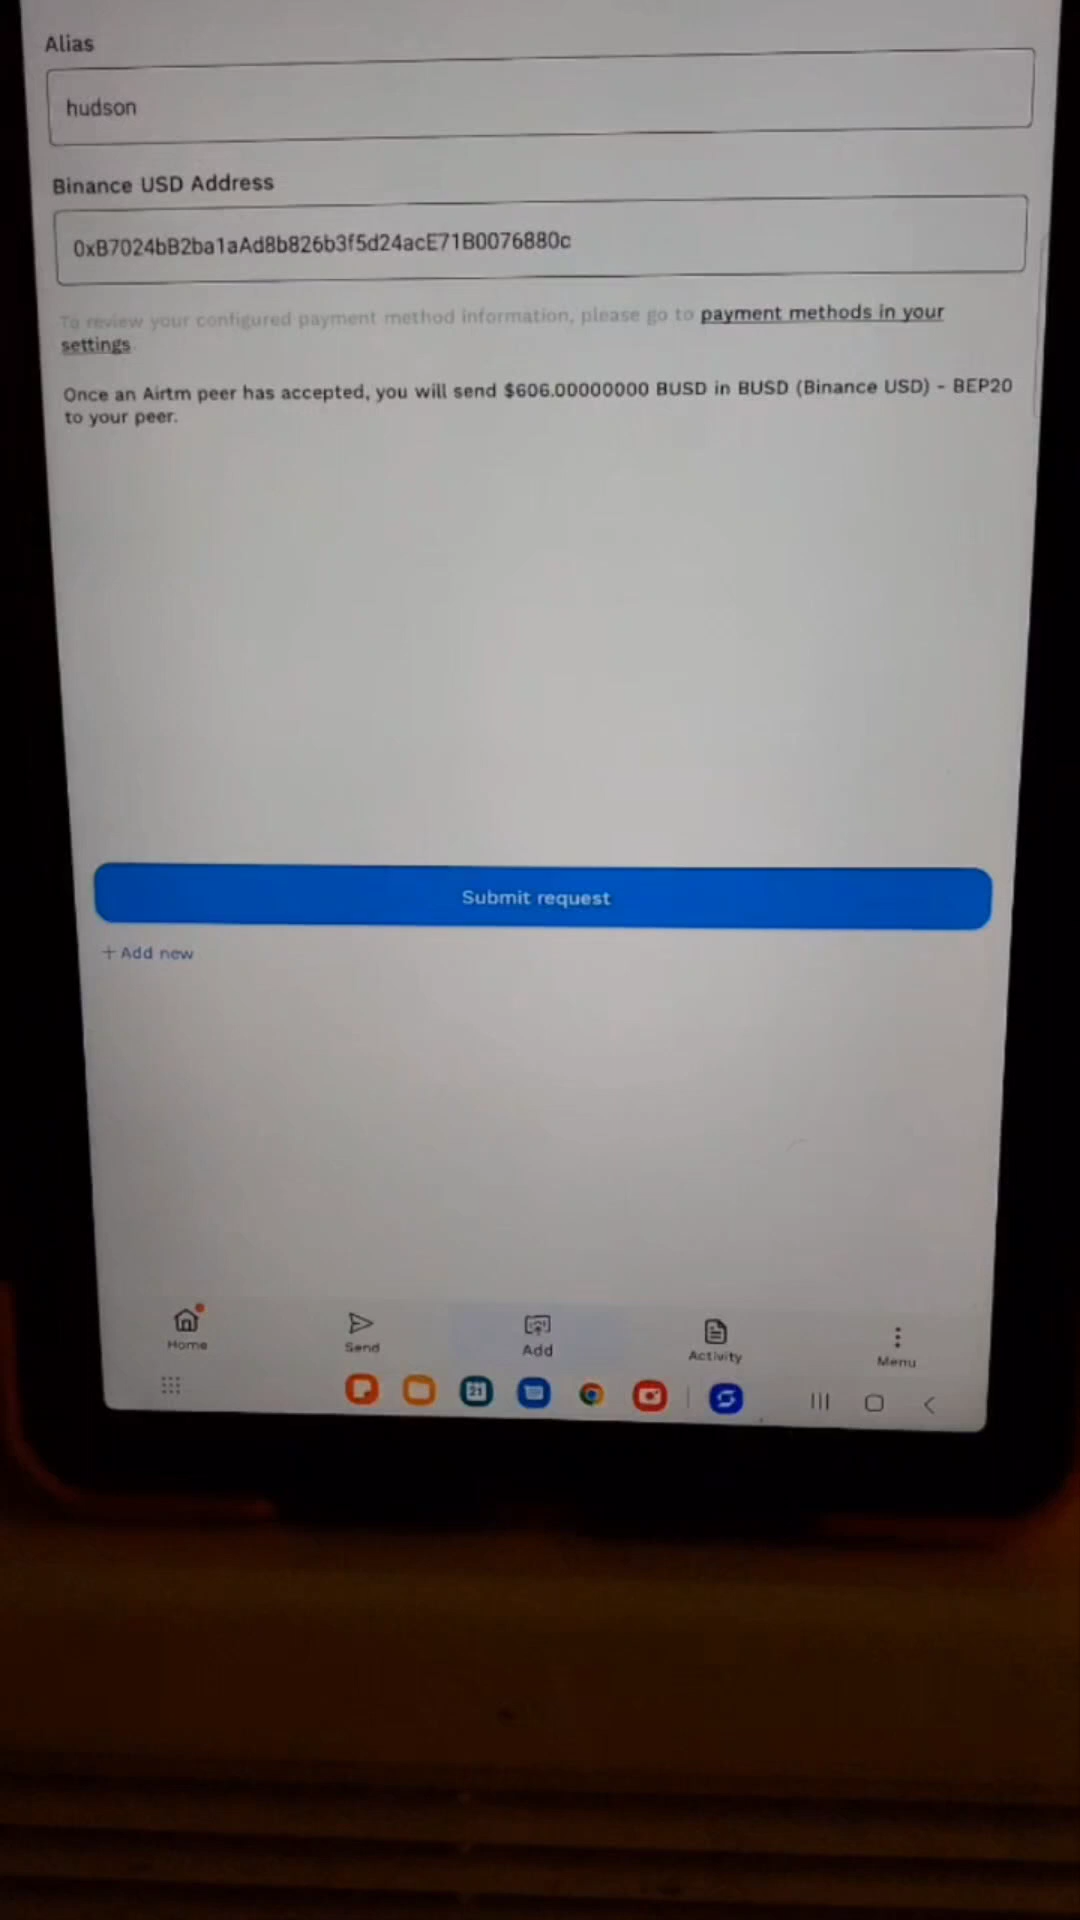 Alias
hudson
Binance USD Address
0xB7024bB2ba1aAd8b826b3f5d24acE71B0076880c
To review your configured payment method information, please go to payment methods in your
settings
Once an Airtm peer has accepted, you will send $606.00000000 BUSD in BUSD (Binance USD) - BEP20
to your peer.
Submit request
+ Add new
Home
Send
Add
Activity
Menu
21